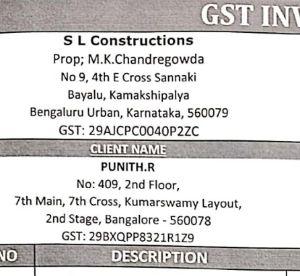 GST INV
S L Constructions
Prop; M.K.Chandregowda
No 9, 4th E Cross Sannaki
Bayalu, Kamakshipalya
Bengaluru Urban, Karnataka, 560079
GST: 29AJCPC0040P2ZC
CLIENT NAME
PUNITH.R
No: 409, 2nd Floor,
7th Main, 7th Cross, Kumarswamy Layout,
2nd Stage, Bangalore - 560078
GST: 29BXQPP8321R1Z9
NO DESCRIPTION